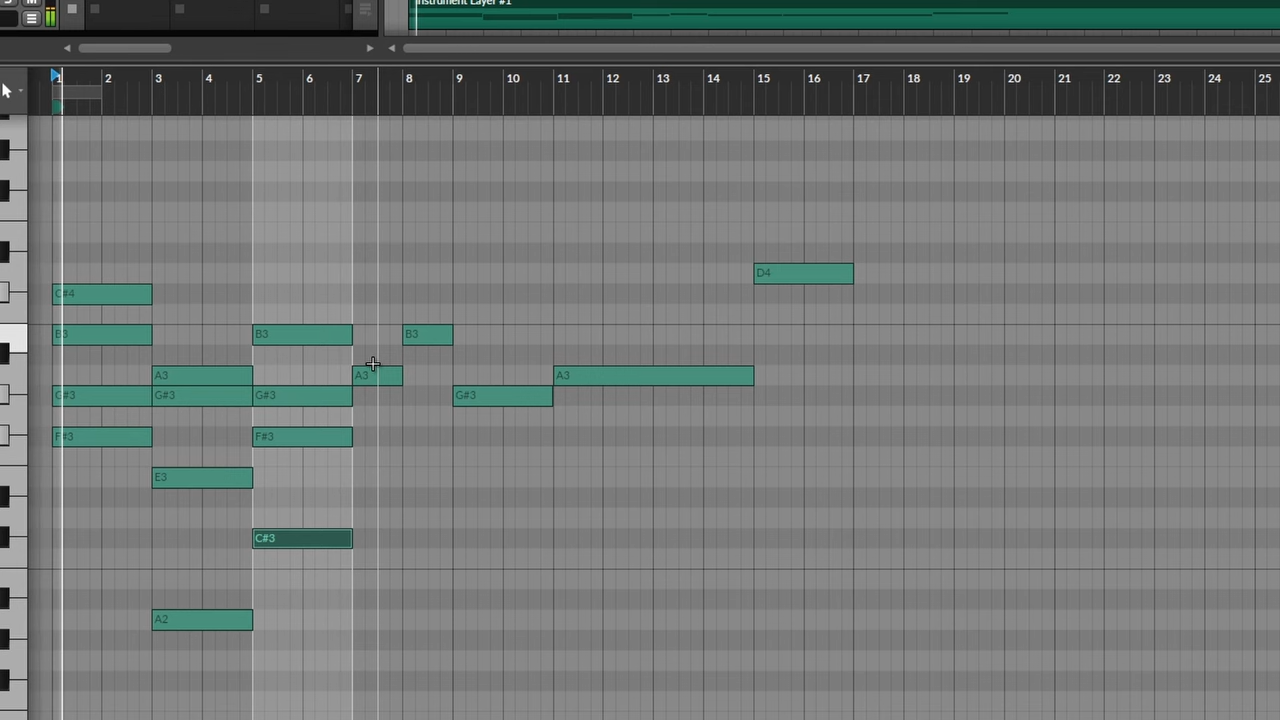 Instrument Layer #1
1 2 3 4 5 6 7 8 9 10 11 12 13 14 15 16 17 18 19 20 21 22 23 24 25
D4
C#4
B3 B3 B3
A3 A3 A3
G#3 G#3 G#3 G#3
F#3 F#3
E3
C#3
A2